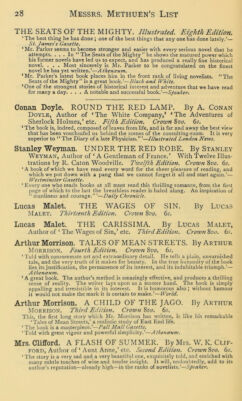 28 MESSRS. METHUEN'S LIST
THE SEATS OF THE MIGHTY. Illustrated. Eighth Edition.
'The best thing he has done; one of the best things that any one has done lately.'—
St. James's Gazette.
'Mr. Parker seems to become stronger and easier with every serious novel that he
attempts. . . . In "The Seats of the Mighty" he shows the matured power which
his former novels have led us to expect, and has produced a really fine historical
novel. . . . Most sincerely is Mr. Parker to be congratulated on the finest
novel he has yet written.'—Athenæum.
'Mr. Parker's latest book places him in the front rank of living novelists. "The
Seats of the Mighty" is a great book.'—Black and White.
'One of the strongest stories of historical interest and adventure that we have read
for many a day. . . . A notable and successful book.'—Speaker.
Conan Doyle. ROUND THE RED LAMP. By A. CONAN
DOYLE, Author of 'The White Company,' 'The Adventures of
Sherlock Holmes,' etc. Fifth Edition. Crown 8vo. 6s.
'The book is, indeed, composed of leaves from life, and is far and away the best view
that has been vouchsafed us behind the scenes of the consulting-room. It is very
superior to "The Diary of a late Physician."'—Illustrated London News.
Stanley Weyman. UNDER THE RED ROBE. By STANLEY
WEYMAN, Author of 'A Gentleman of France.' With Twelve Illus-
trations by R. Caton Woodville. Twelfth Edition. Crown 8vo. 6s.
'A book of which we have read every word for the sheer pleasure of reading, and
which we put down with a pang that we cannot forget it all and start again.'—
Westminster Gazette.
'Every one who reads books at all must read this thrilling romance, from the first
page of which to the last the breathless reader is haled along. An inspiration of
"manliness and courage."'—Daily Chronicle.
Lucas Malet. THE WAGES OF SIN. By LUCAS
MALET. Thirteenth Edition. Crown 8vo. 6s.
Lucas Malet. THE CARISSIMA. By LUCAS MALET,
Author of 'The Wages of Sin,' etc. Third Edition. Crown 8vo. 6s.
Arthur Morrison. TALES OF MEAN STREETS. By ARTHUR
MORRISON. Fourth Edition. Crown 8vo. 6s.
'Told with consummate art and extraordinary detail. He tells a plain, unvarnished
tale, and the very truth of it makes for beauty. In the true humanity of the book
lies its justification, the permanence of its interest, and its indubitable triumph.'—
Athenæum.
'A great book. The author's method is amazingly effective, and produces a thrilling
sense of reality. The writer lays upon us a master hand. The book is simply
appalling and irresistible in its interest. It is humorous also; without humour
it would not make the mark it is certain to make.'—World.
Arthur Morrison. A CHILD OF THE JAGO. By ARTHUR
MORRISON. Third Edition. Crown 8vo. 6s.
This, the first long story which Mr. Morrison has written, is like his remarkable
'Tales of Mean Streets,' a realistic study of East End life.
'The book is a masterpiece.'—Pall Mall Gazette.
'Told with great vigour and powerful simplicity.'—Athenæum.
Mrs. Clifford. A FLASH OF SUMMER. By Mrs. W. K. CLIF-
FORD, Author of 'Aunt Anne,' etc. Second Edition. Crown 8vo. 6s.
'The story is a very sad and a very beautiful one, exquisitely told, and enriched with
many subtle touches of wise and tender insight. It will, undoubtedly, add to its
author's reputation—already high—in the ranks of novelists.'—Speaker.